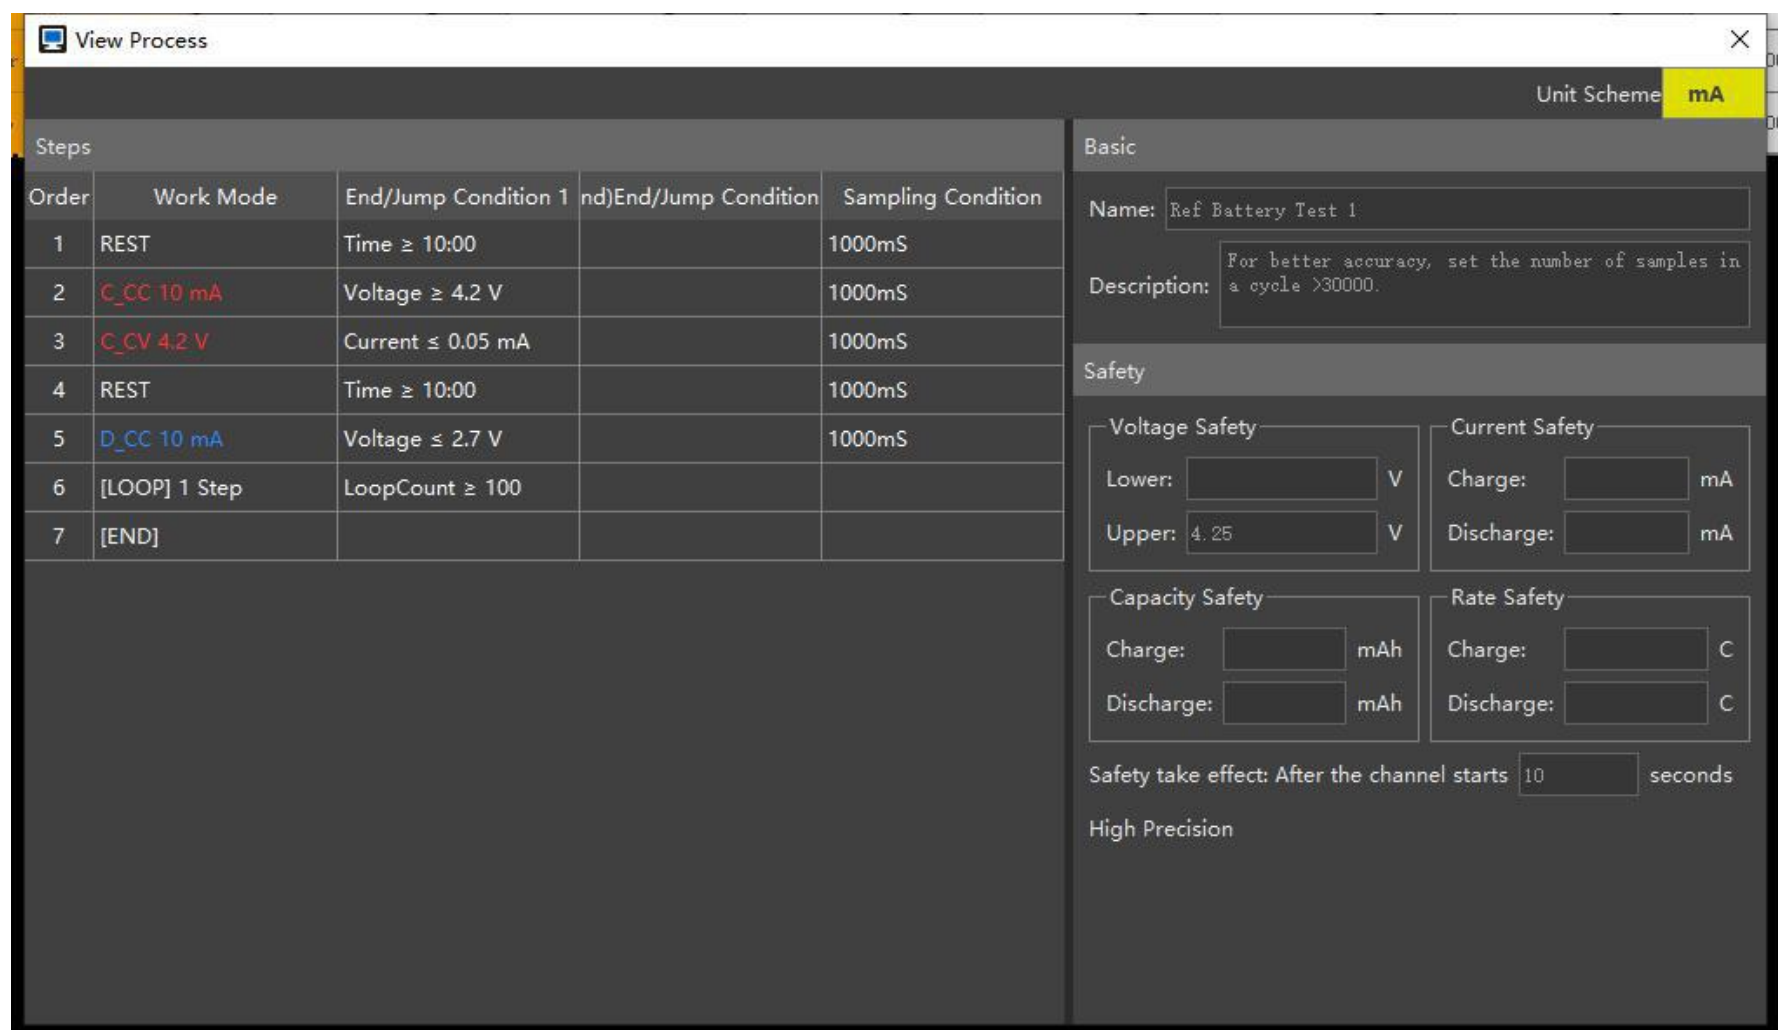 View Process
Unit Scheme mA
Steps
Order Work Mode End/Jump Condition 1 nd)End/Jump Condition Sampling Condition
1 REST Time ≥ 10:00 1000mS
2 C_CC 10 mA Voltage ≥ 4.2 V 1000mS
3 C_CV 4.2 V Current ≤ 0.05 mA 1000mS
4 REST Time ≥ 10:00 1000mS
5 D_CC 10 mA Voltage ≤ 2.7 V 1000mS
6 [LOOP] 1 Step LoopCount ≥ 100
7 [END]
Basic
Name: Ref Battery Test 1
Description: For better accuracy, set the number of samples in
a cycle >30000.
Safety
Voltage Safety
Lower: V
Upper: 4.25 V
Current Safety
Charge: mA
Discharge: mA
Capacity Safety
Charge: mAh
Discharge: mAh
Rate Safety
Charge: C
Discharge: C
Safety take effect: After the channel starts 10 seconds
High Precision